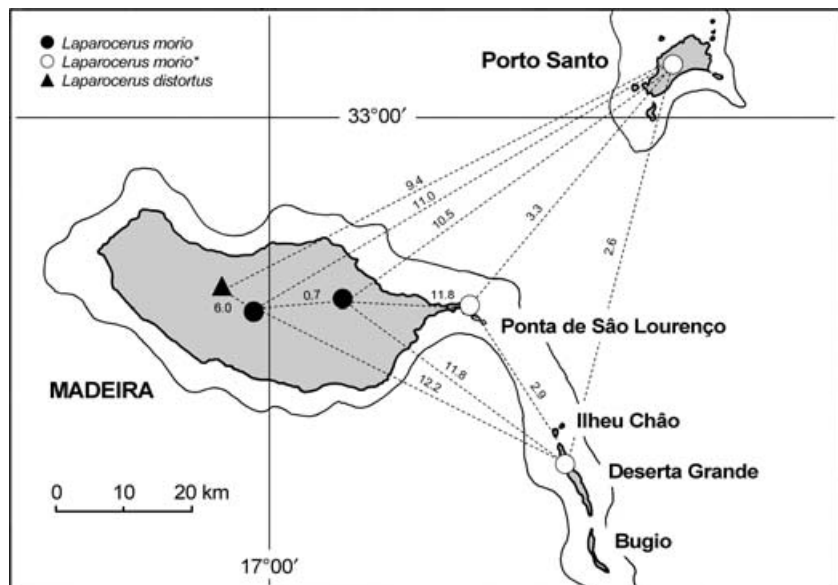 Laparocerus morio
Laparocerus morio*
Laparocerus distortus
Porto Santo
33°00′
9.4
11.0
10.5
3.3
2.6
6.0
0.7
11.8
Ponta de Sâo Lourenço
MADEIRA
11.8
12.2
2.9
Ilheu Châo
Deserta Grande
0 10 20 km
Bugio
17°00′